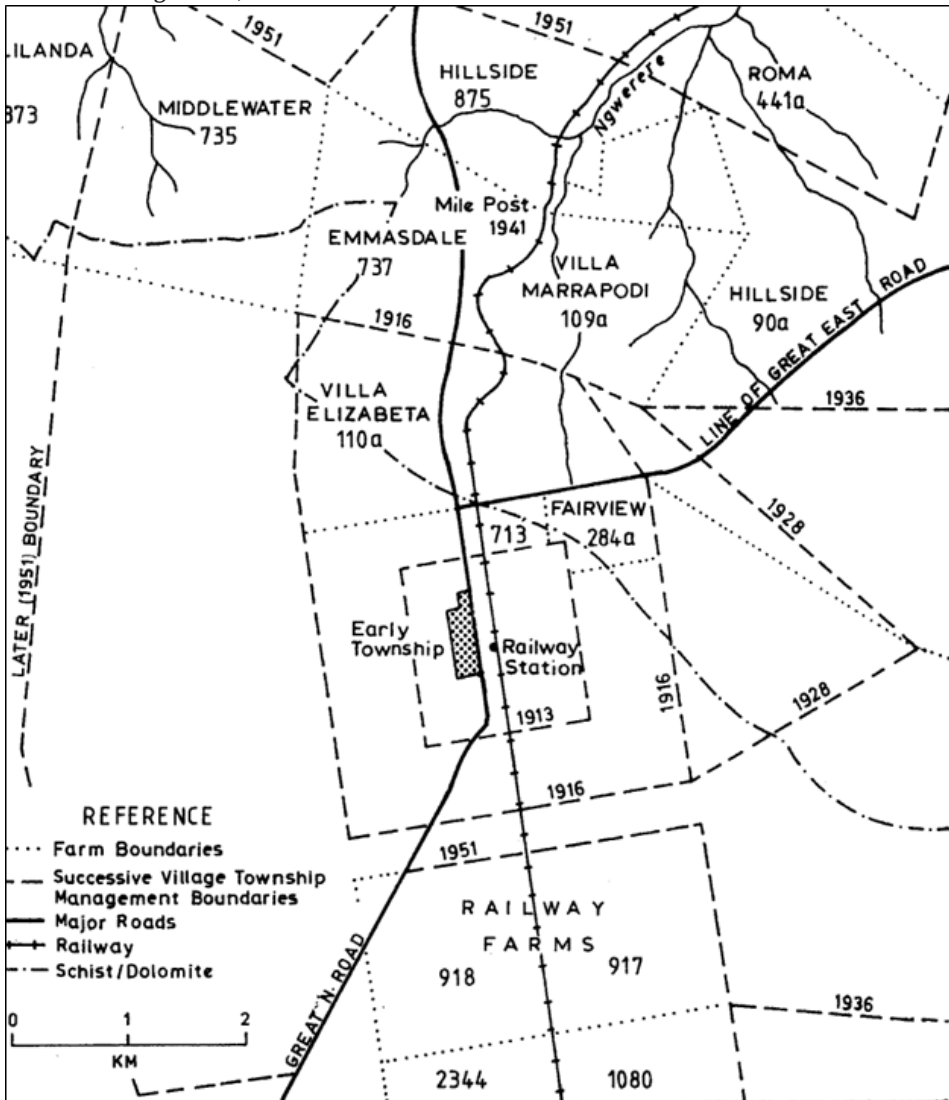 1951
1951
LILANDA
873
MIDDLEWATER
735
HILLSIDE
875
Ngwerere
ROMA
441a
Mile Post
1941
EMMASDALE
737
VILLA
MARRAPODI
109a
HILLSIDE
90a
LINE OF GREAT EAST ROAD
1916
1936
VILLA
ELIZABETA
110a
FAIRVIEW
284a
713
1928
LATER (1951) BOUNDARY
Early
Township
Railway
Station
1913
1916
1928
1916
REFERENCE
Farm Boundaries
Successive Village Township
Management Boundaries
Major Roads
Railway
Schist/Dolomite
0 1 2
KM
1951
RAILWAY
FARMS
918
917
GREAT N. ROAD
1936
2344
1080